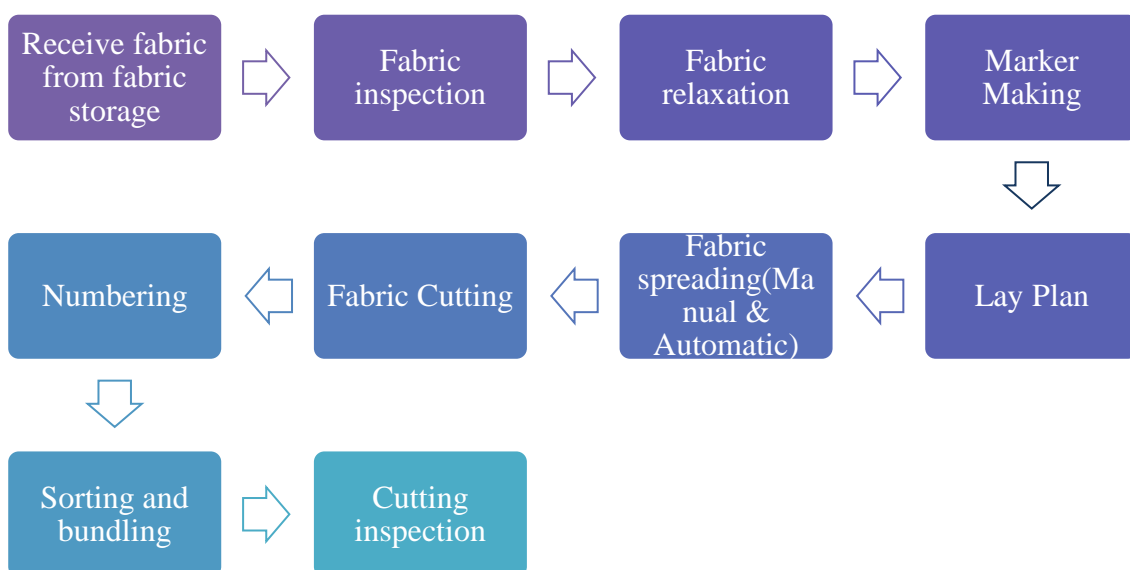 Receive fabric
from fabric
storage
Fabric
inspection
Fabric
relaxation
Marker
Making
Lay Plan
Fabric
spreading(Ma
nual &
Automatic)
Fabric Cutting
Numbering
Sorting and
bundling
Cutting
inspection